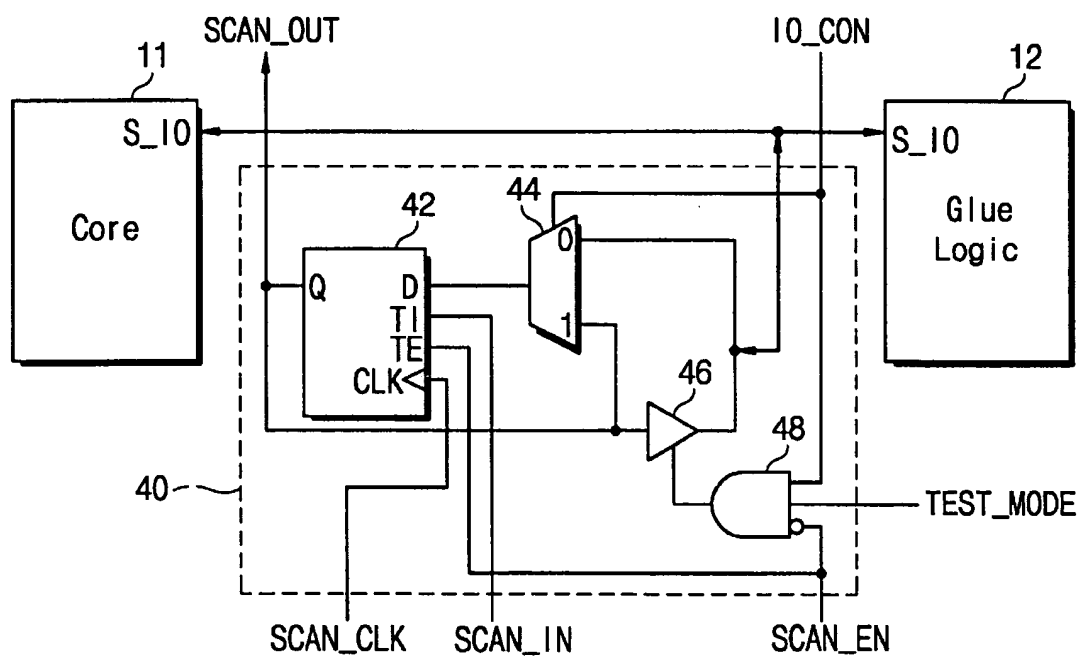 SCAN_OUT
IO_CON
11
12
S_IO
S_IO
Core
Glue
Logic
42
44
0
Q
D
TI
1
TE
CLK
46
48
40
TEST_MODE
SCAN_CLK
SCAN_IN
SCAN_EN